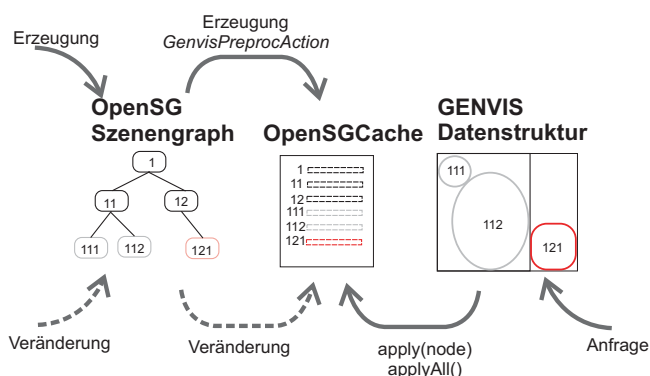 Erzeugung
Erzeugung
GenvisPreprocAction
OpenSG
Szenengraph
OpenSGCache
GENVIS
Datenstruktur
1
11
12
111
112
121
1
11
12
111
112
121
111
112
121
Veränderung
Veränderung
apply(node)
applyAll()
Anfrage